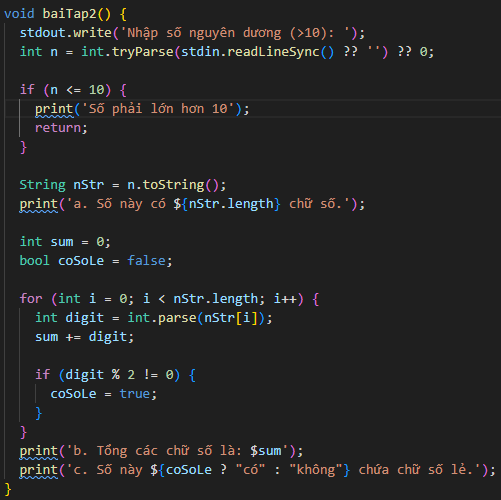 void baiTap2() {
  stdout.write('Nhập số nguyên dương (>10): ');
  int n = int.tryParse(stdin.readLineSync() ?? '') ?? 0;

  if (n <= 10) {
    print('Số phải lớn hơn 10');
    return;
  }

  String nStr = n.toString();
  print('a. Số này có ${nStr.length} chữ số.');

  int sum = 0;
  bool coSoLe = false;

  for (int i = 0; i < nStr.length; i++) {
    int digit = int.parse(nStr[i]);
    sum += digit;

    if (digit % 2 != 0) {
      coSoLe = true;
    }
  }
  print('b. Tổng các chữ số là: $sum');
  print('c. Số này ${coSoLe ? "có" : "không"} chứa chữ số lẻ.');
}